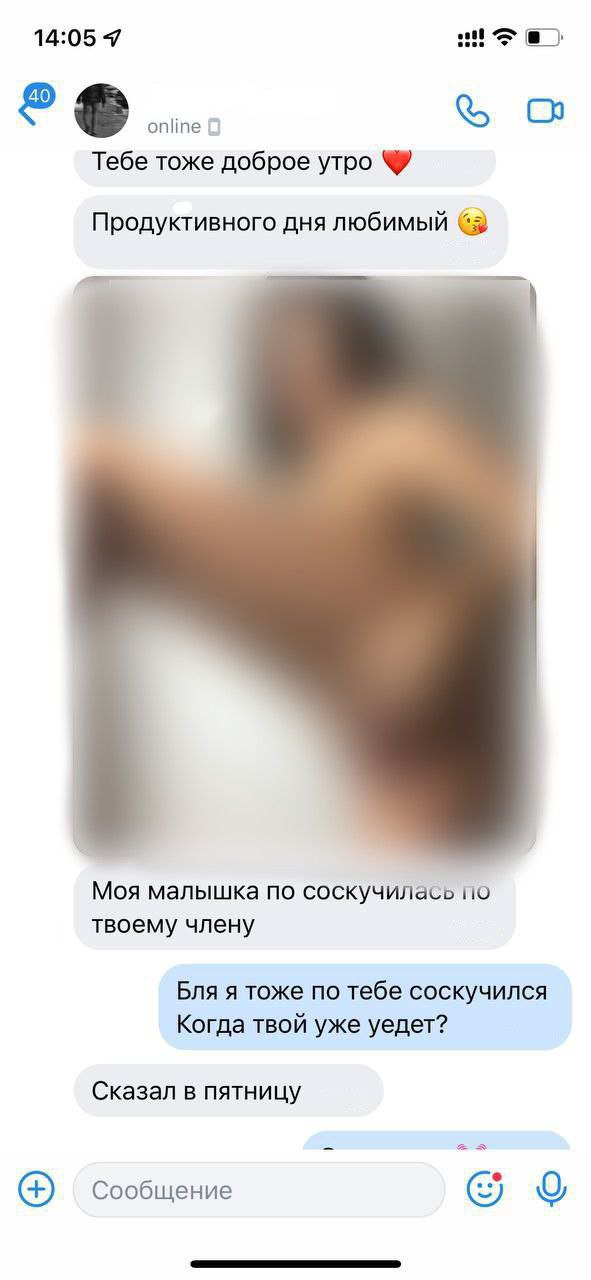 14:05
40
online
Тебе тоже доброе утро ❤️
Продуктивного дня любимый 😘
Моя малышка по соскучилась по
твоему члену
Бля я тоже по тебе соскучился
Когда твой уже уедет?
Сказал в пятницу
Сообщение